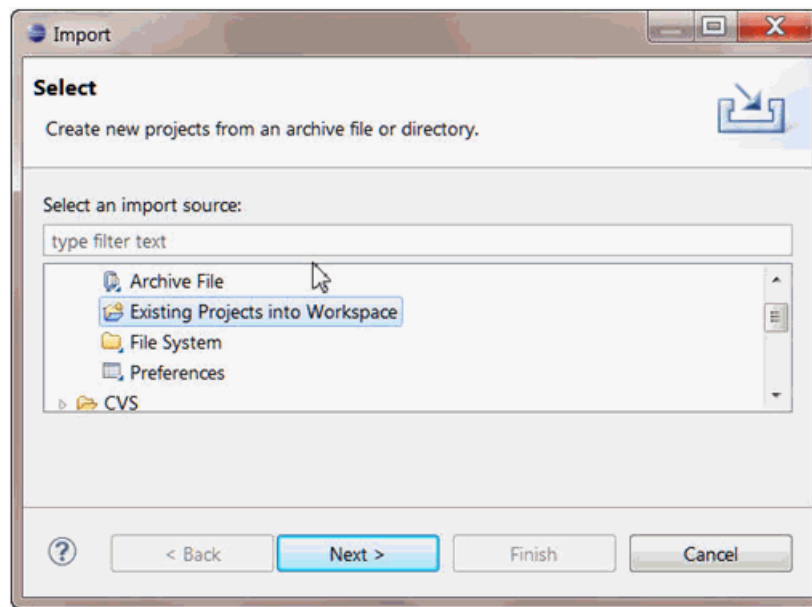 Import
Select
Create new projects from an archive file or directory.
Select an import source:
type filter text
Archive File
Existing Projects into Workspace
File System
Preferences
CVS
? < Back Next > Finish Cancel